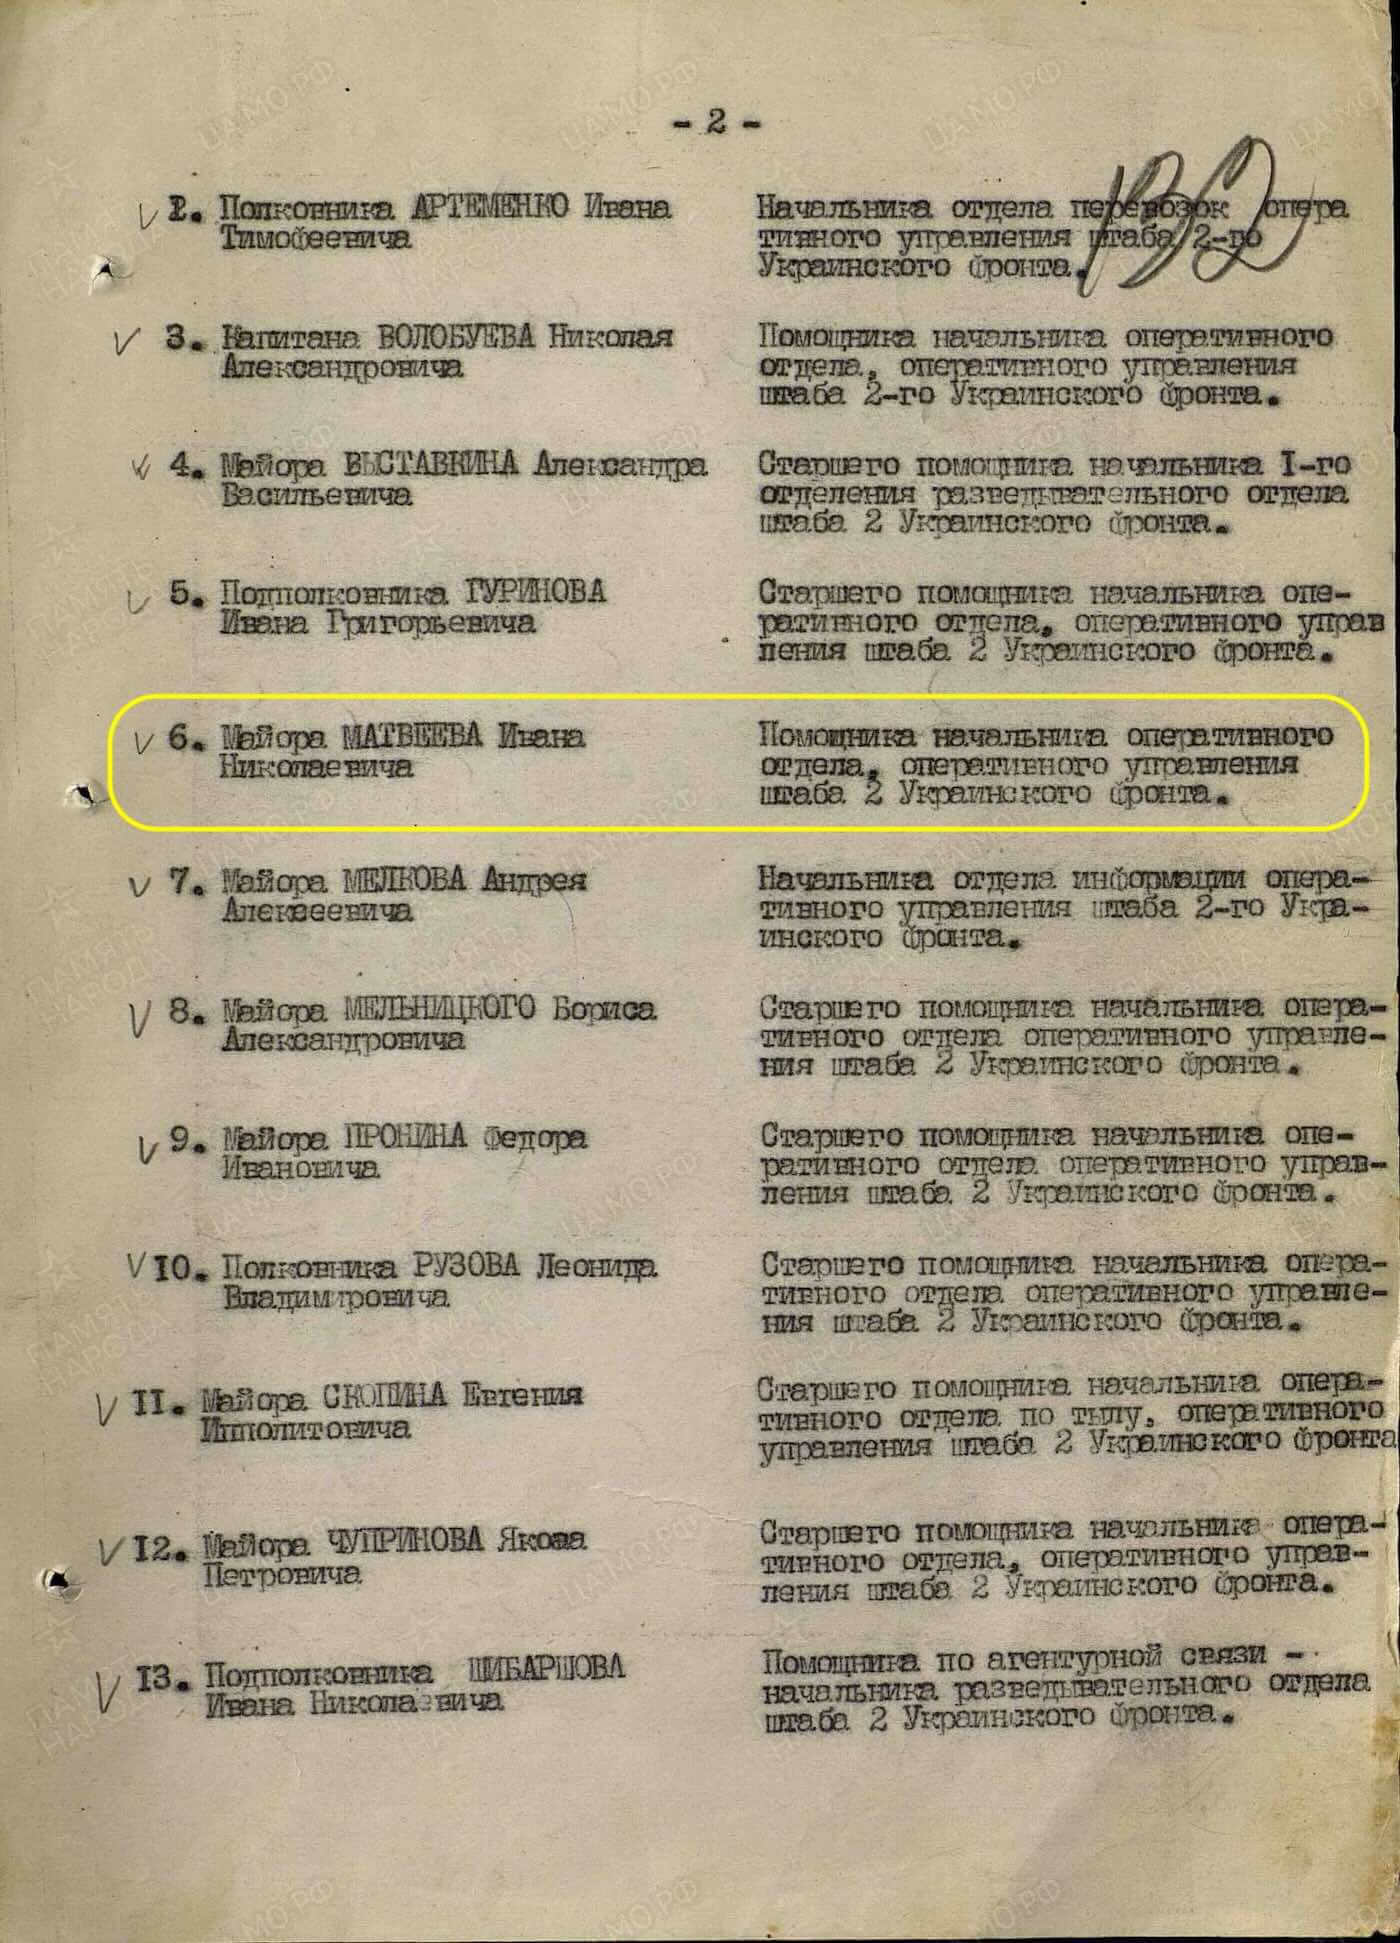 - 2 -
132
2. Полковника АРТЕМЕНКО Ивана
Тимофеевича
Начальника отдела перевозок опера
тивного управления штаба 2-го
Украинского фронта.
3. Капитана ВОЛОБУЕВА Николая
Александровича
Помощника начальника оперативного
отдела, оперативного управления
штаба 2-го Украинского фронта.
4. Майора ВЫСТАВКИНА Александра
Васильевича
Старшего помощника начальника I-го
отделения разведывательного отдела
штаба 2 Украинского фронта.
5. Подполковника ГУРИНОВА
Ивана Григорьевича
Старшего помощника начальника опе-
ративного отдела, оперативного управ
ления штаба 2 Украинского фронта.
6. Майора МАТВЕЕВА Ивана
Николаевича
Помощника начальника оперативного
отдела, оперативного управления
штаба 2 Украинского фронта.
7. Майора МЕЛКОВА Андрея
Алексеевича
Начальника отдела информации опера-
тивного управления штаба 2-го Укра-
инского фронта.
8. Майора МЕЛЬНИЦКОГО Бориса
Александровича
Старшего помощника начальника опера-
тивного отдела оперативного управле-
ния штаба 2 Украинского фронта.
9. Майора ПРОНИНА Федора
Ивановича
Старшего помощника начальника опе-
ративного отдела оперативного управ-
ления штаба 2 Украинского фронта.
I0. Полковника РУЗОВА Леонида
Владимировича
Старшего помощника начальника опера-
тивного отдела оперативного управле-
ния штаба 2 Украинского фронта.
II. Майора СКОПИНА Евгения
Ипполитовича
Старшего помощника начальника опера-
тивного отдела по тылу, оперативного
управления штаба 2 Украинского фронта
I2. Майора ЧУПРИНОВА Якова
Петровича
Старшего помощника начальника опера-
тивного отдела, оперативного управ-
ления штаба 2 Украинского фронта.
I3. Подполковника ШИБАРШОВА
Ивана Николаевича
Помощника по агентурной связи -
начальника разведывательного отдела
штаба 2 Украинского фронта.